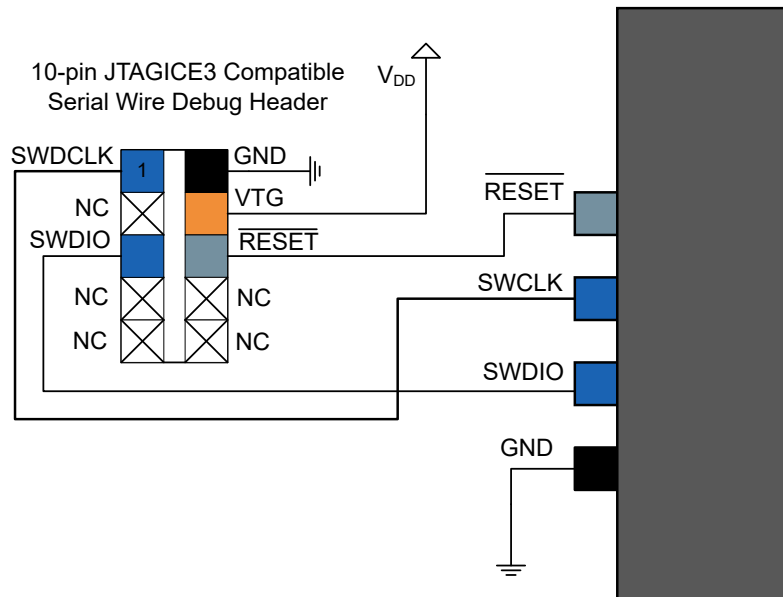 10-pin JTAGICE3 Compatible
Serial Wire Debug Header
VDD
SWDCLK
1
GND
NC
VTG
SWDIO
RESET
NC
NC
NC
NC
RESET
SWCLK
SWDIO
GND